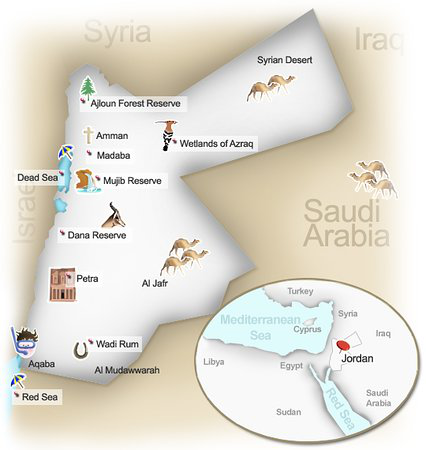 Syria
Iraq
Syrian Desert
Ajloun Forest Reserve
Amman
Wetlands of Azraq
Madaba
Dead Sea
Mujib Reserve
Israel
Saudi
Arabia
Dana Reserve
Petra
Al Jafr
Wadi Rum
Aqaba
Al Mudawwarah
Red Sea
Turkey
Mediterranean
Sea
Cyprus
Syria
Iraq
Jordan
Libya
Egypt
Red Sea
Saudi
Arabia
Sudan